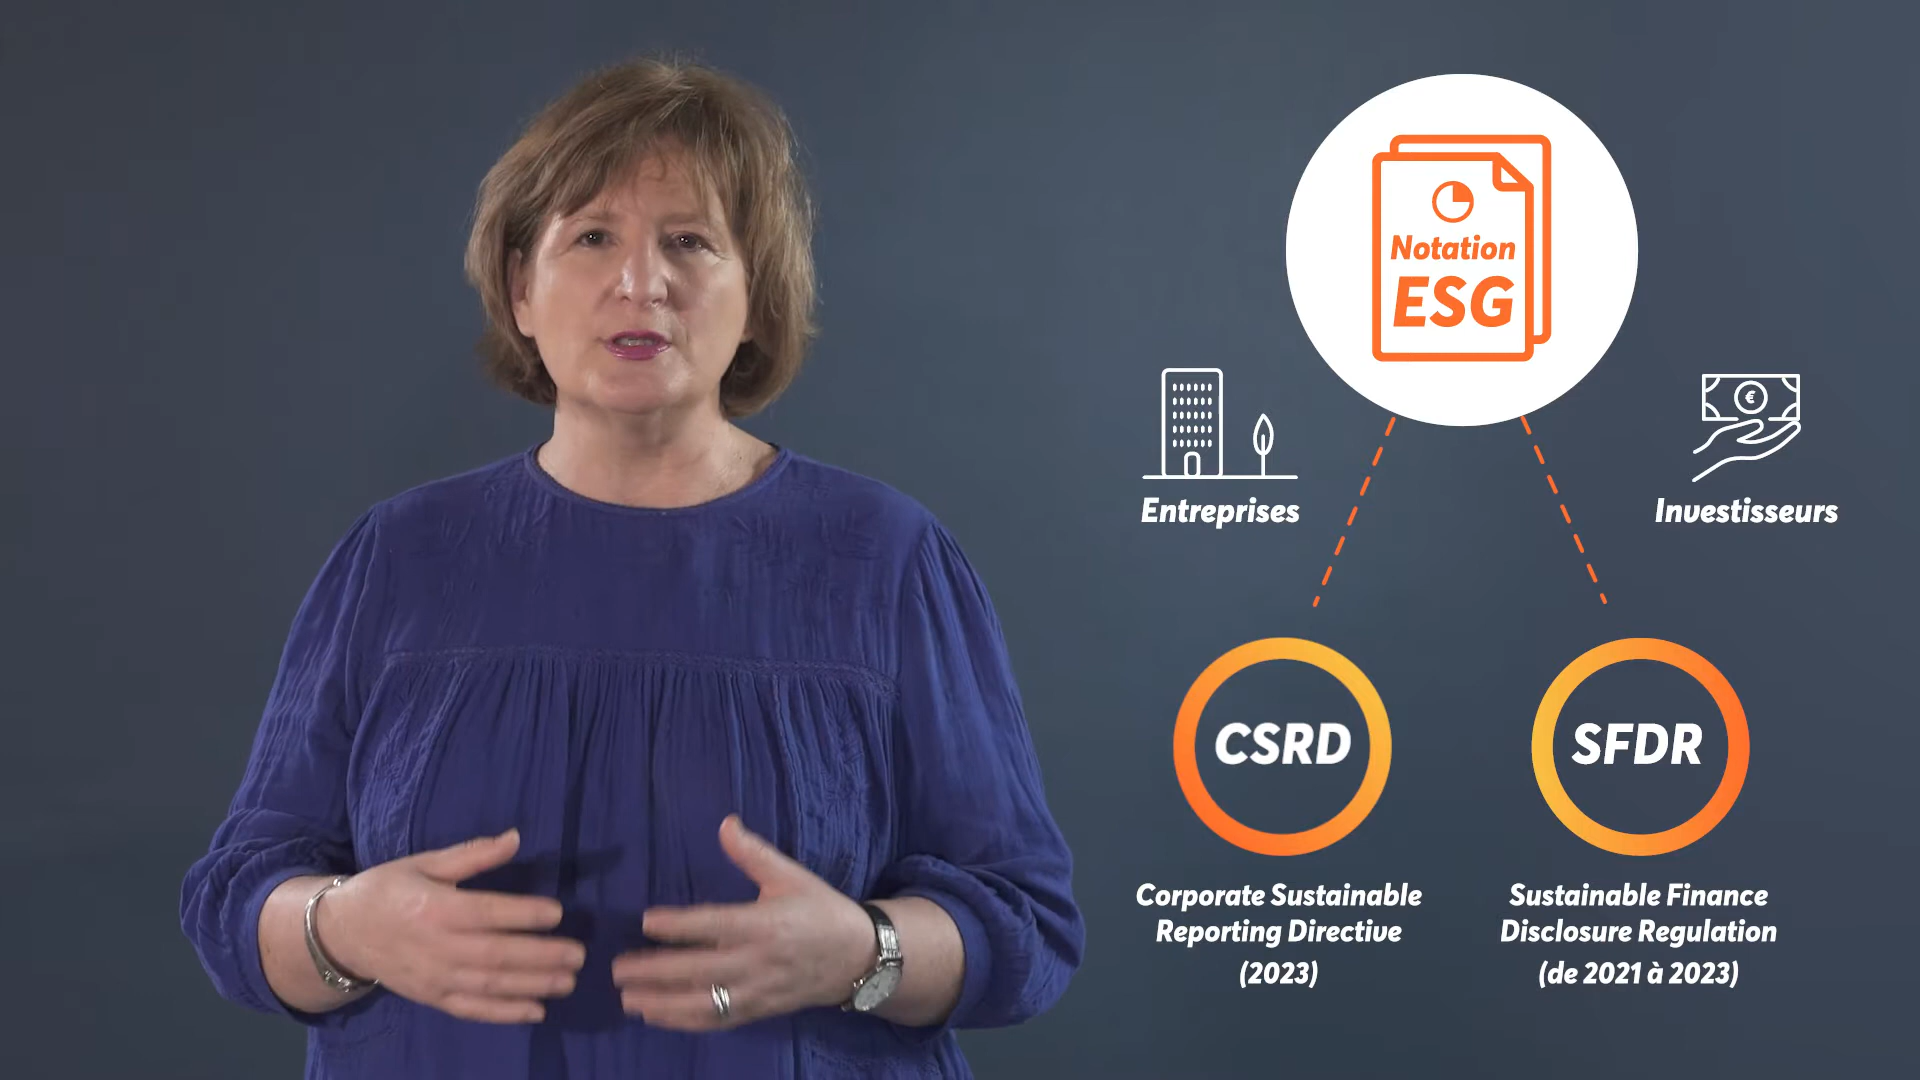 Notation
ESG
Entreprises
Investisseurs
CSRD
Corporate Sustainable
Reporting Directive
(2023)
SFDR
Sustainable Finance
Disclosure Regulation
(de 2021 à 2023)